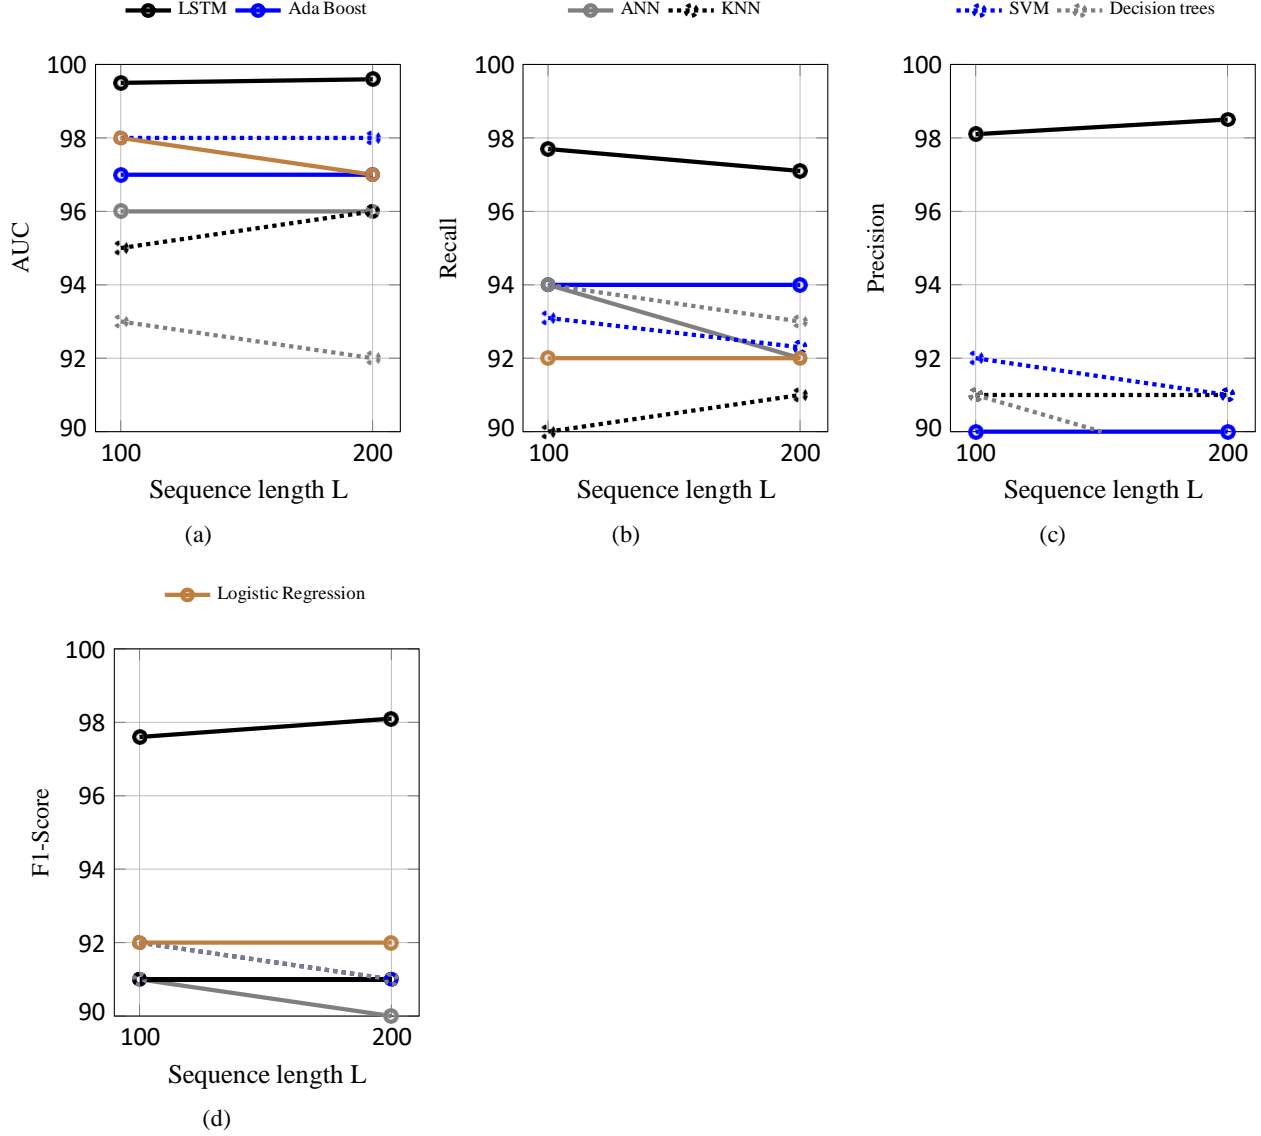 LSTM Ada Boost
ANN KNN
SVM Decision trees
100
98
96
94
92
90
AUC
100 200
Sequence length L
(a)
100
98
96
94
92
90
Recall
100 200
Sequence length L
(b)
100
98
96
94
92
90
Precision
100 200
Sequence length L
(c)
Logistic Regression
100
98
96
94
92
90
F1-Score
100 200
Sequence length L
(d)